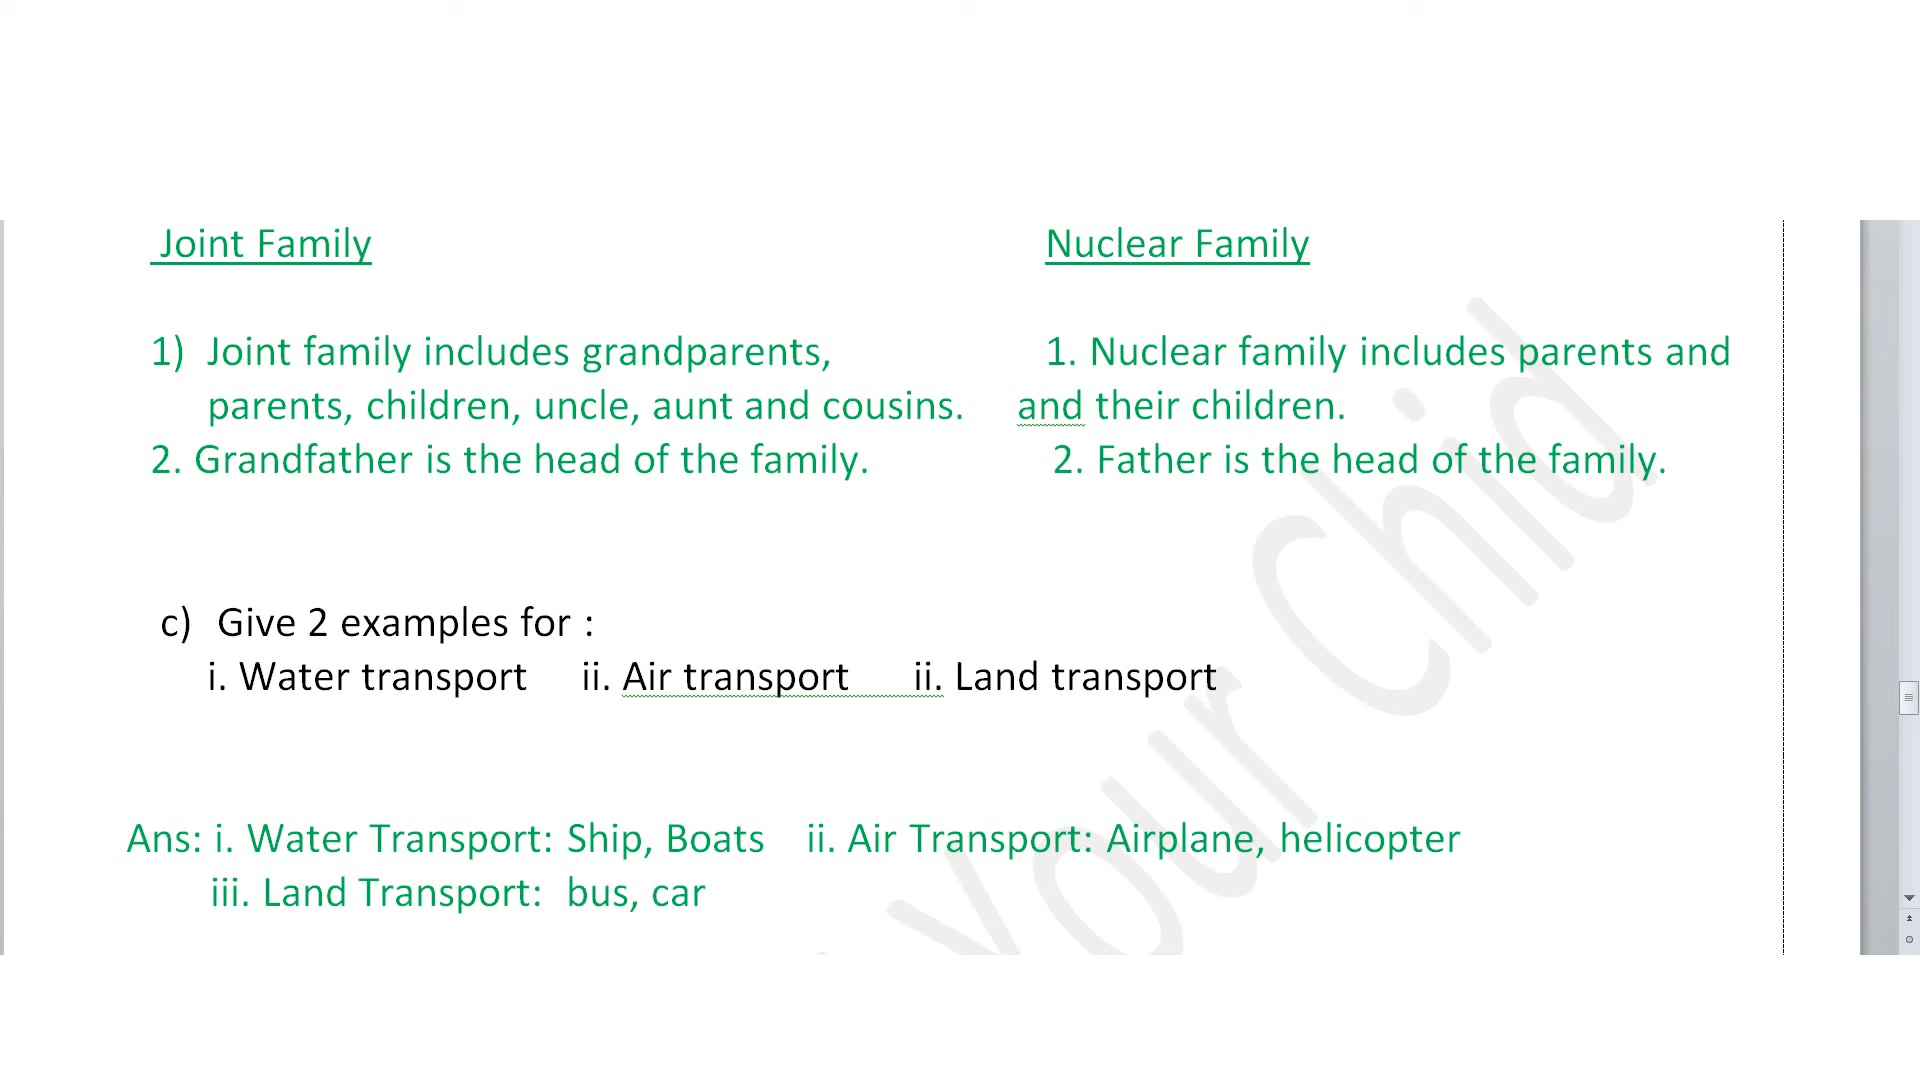 Joint Family Nuclear Family
1) Joint family includes grandparents, 1. Nuclear family includes parents and
parents, children, uncle, aunt and cousins. and their children.
2. Grandfather is the head of the family. 2. Father is the head of the family.
c) Give 2 examples for :
i. Water transport ii. Air transport ii. Land transport
Ans: i. Water Transport: Ship, Boats ii. Air Transport: Airplane, helicopter
iii. Land Transport: bus, car
Your Chid